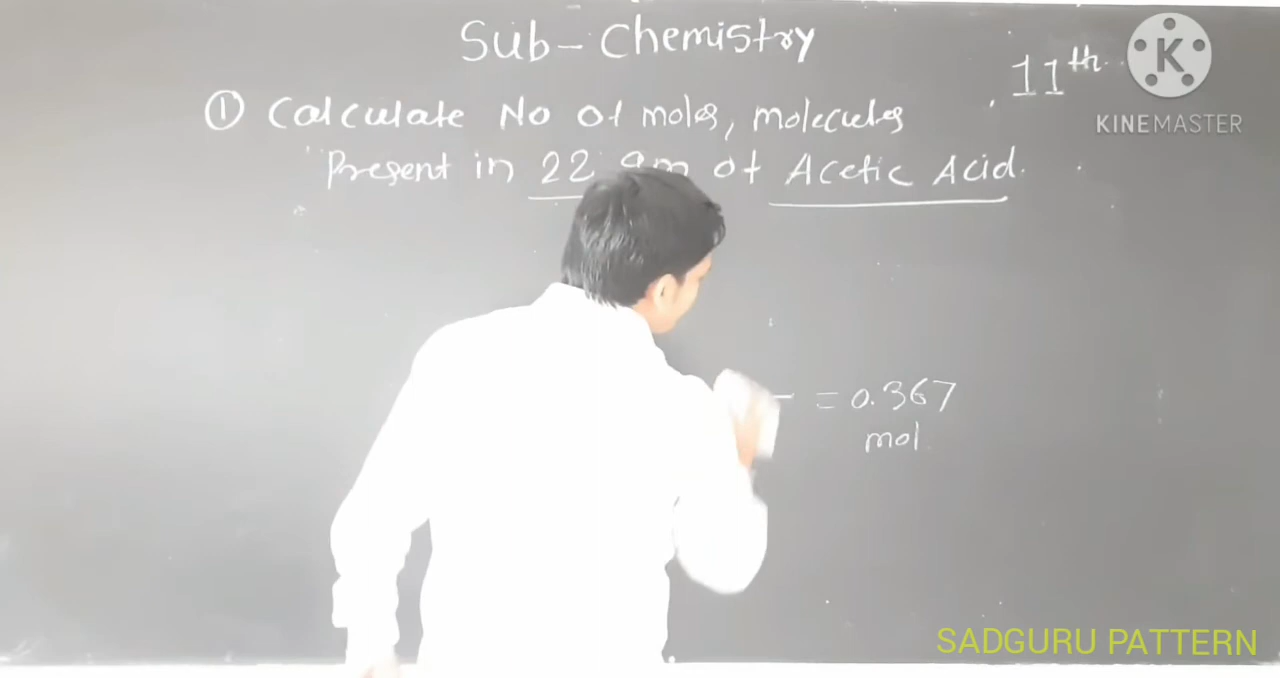 Sub - Chemistry
11th
K
KINEMASTER
① Calculate No of moles, molecules
Present in 22 gm of Acetic Acid.
= 0.367
mol
SADGURU PATTERN